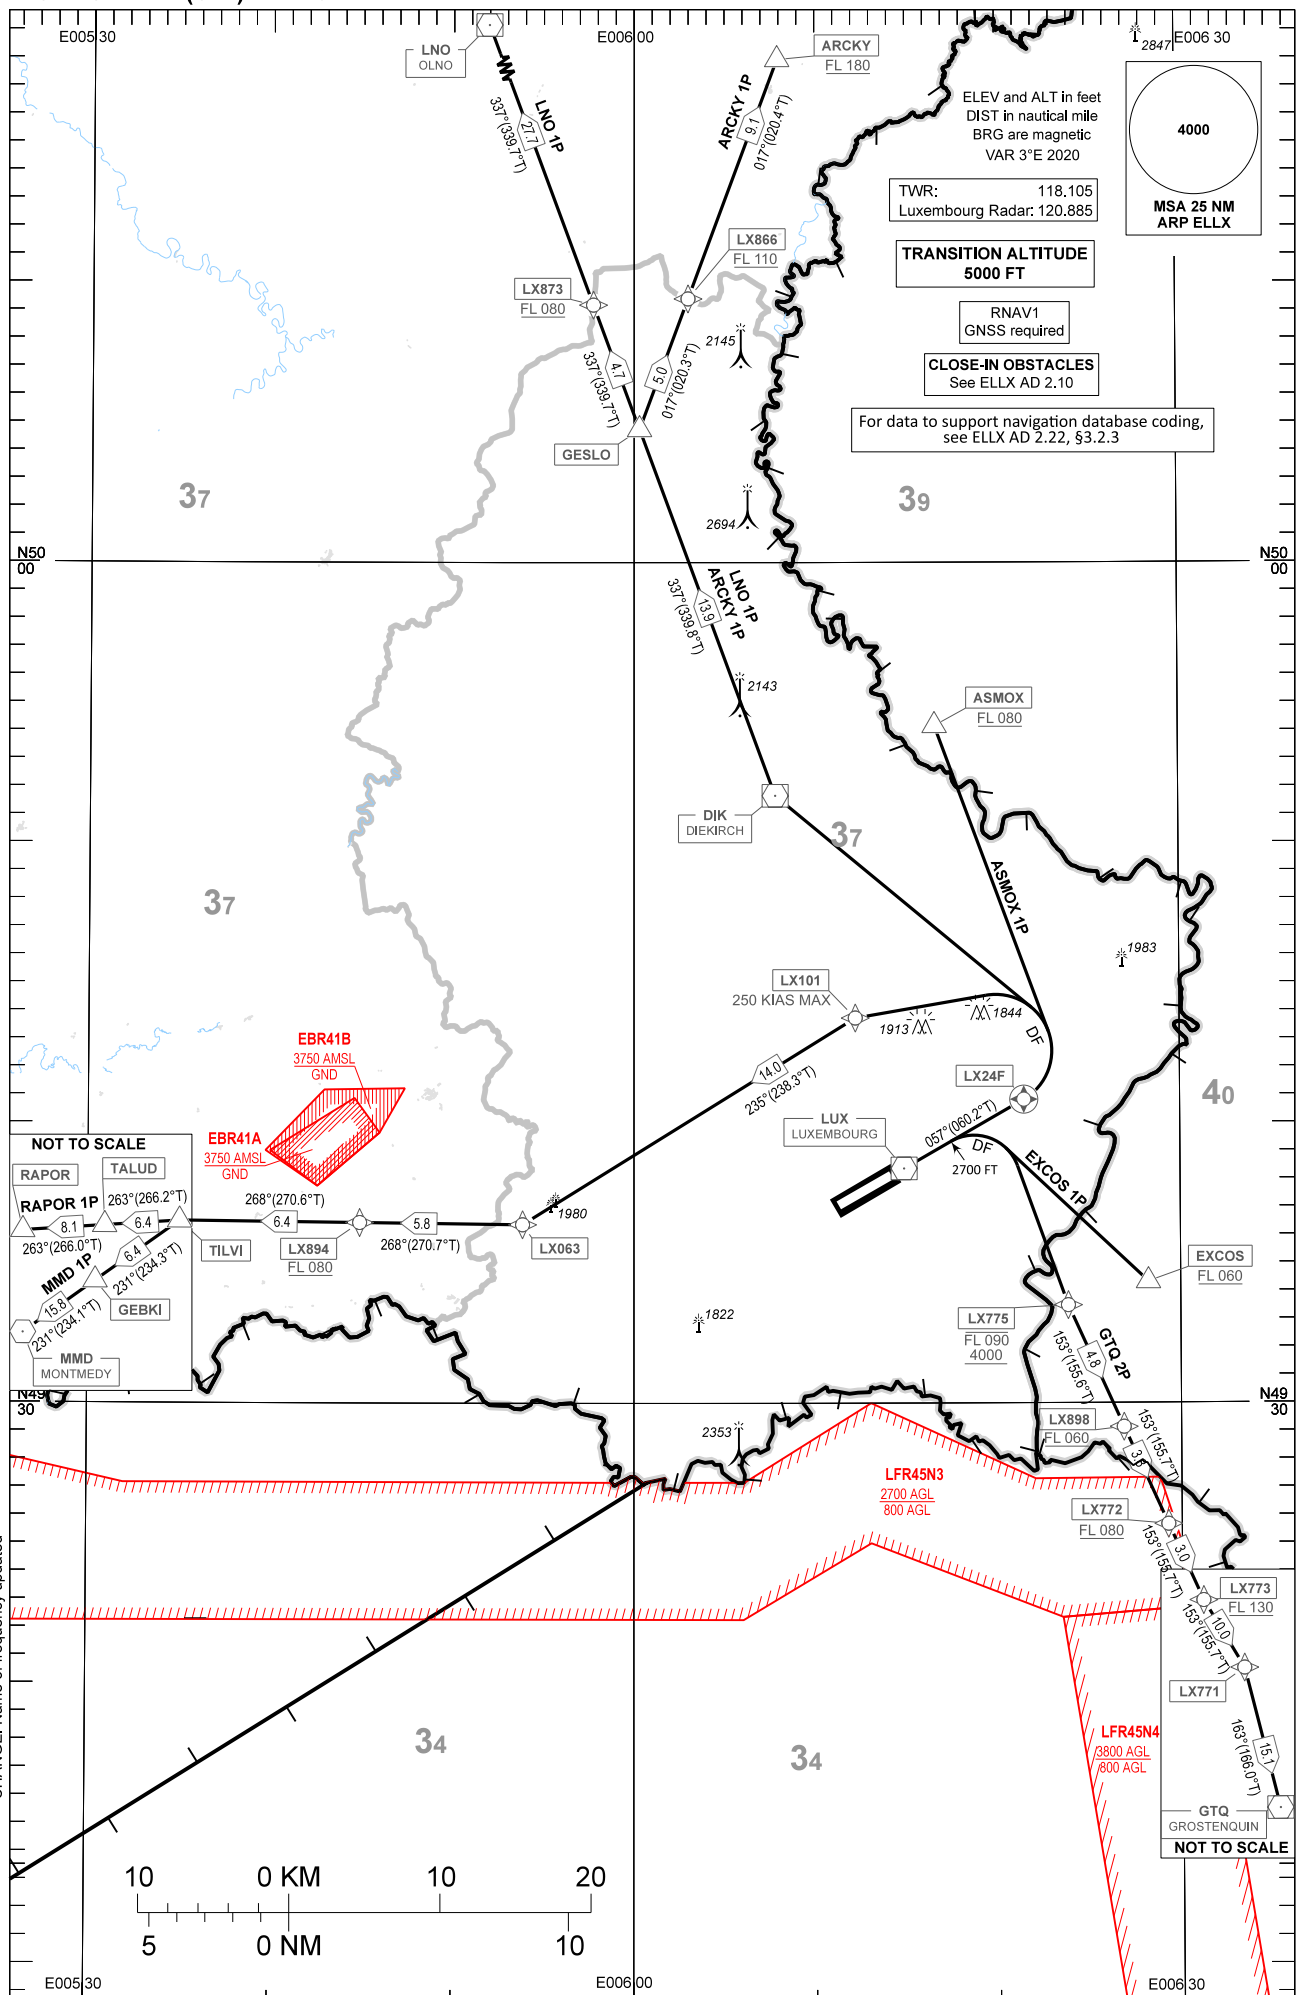 E005 30
LNO
OLNO
E006 00
ARCKY
FL 180
2847
E006 30
ELEV and ALT in feet
DIST in nautical mile
BRG are magnetic
VAR 3°E 2020
4000
MSA 25 NM
ARP ELLX
TWR: 118.105
Luxembourg Radar: 120.885
TRANSITION ALTITUDE
5000 FT
RNAV1
GNSS required
CLOSE-IN OBSTACLES
See ELLX AD 2.10
For data to support navigation database coding,
see ELLX AD 2.22, §3.2.3
LNO 1P
27.7
337°(339.7°T)
ARCKY 1P
9.1
017°(020.4°T)
LX866
FL 110
LX873
FL 080
4.7
337°(339.7°T)
5.0
017°(020.3°T)
2145
GESLO
37
39
2694
N50
00
N50
00
LNO 1P
ARCKY 1P
13.9
337°(339.8°T)
2143
ASMOX
FL 080
DIK
DIEKIRCH
37
37
ASMOX 1P
1983
LX101
250 KIAS MAX
1913
1844
DF
14.0
235°(238.3°T)
LX24F
EBR41B
3750 AMSL
GND
EBR41A
3750 AMSL
GND
40
LUX
LUXEMBOURG
057°(060.2°T)
DF
2700 FT
EXCOS 1P
NOT TO SCALE
RAPOR
TALUD
RAPOR 1P
263°(266.2°T)
8.1
6.4
263°(266.0°T)
TILVI
MMD 1P
6.4
231°(234.3°T)
GEBKI
15.8
231°(234.1°T)
MMD
MONTMEDY
268°(270.6°T)
6.4
5.8
LX894
FL 080
268°(270.7°T)
LX063
1980
EXCOS
FL 060
1822
LX775
FL 090
4000
GTQ 2P
4.8
153°(155.6°T)
N49
30
N49
30
LX898
FL 060
153°(155.7°T)
2353
LFR45N3
2700 AGL
800 AGL
LX772
FL 080
3.0
153°(155.7°T)
LX773
FL 130
10.0
153°(155.7°T)
LX771
15.1
163°(166.0°T)
GTQ
GROSTENQUIN
NOT TO SCALE
LFR45N4
3800 AGL
800 AGL
34
34
10 0 KM 10 20
5 0 NM 10
E005 30
E006 00
E006 30